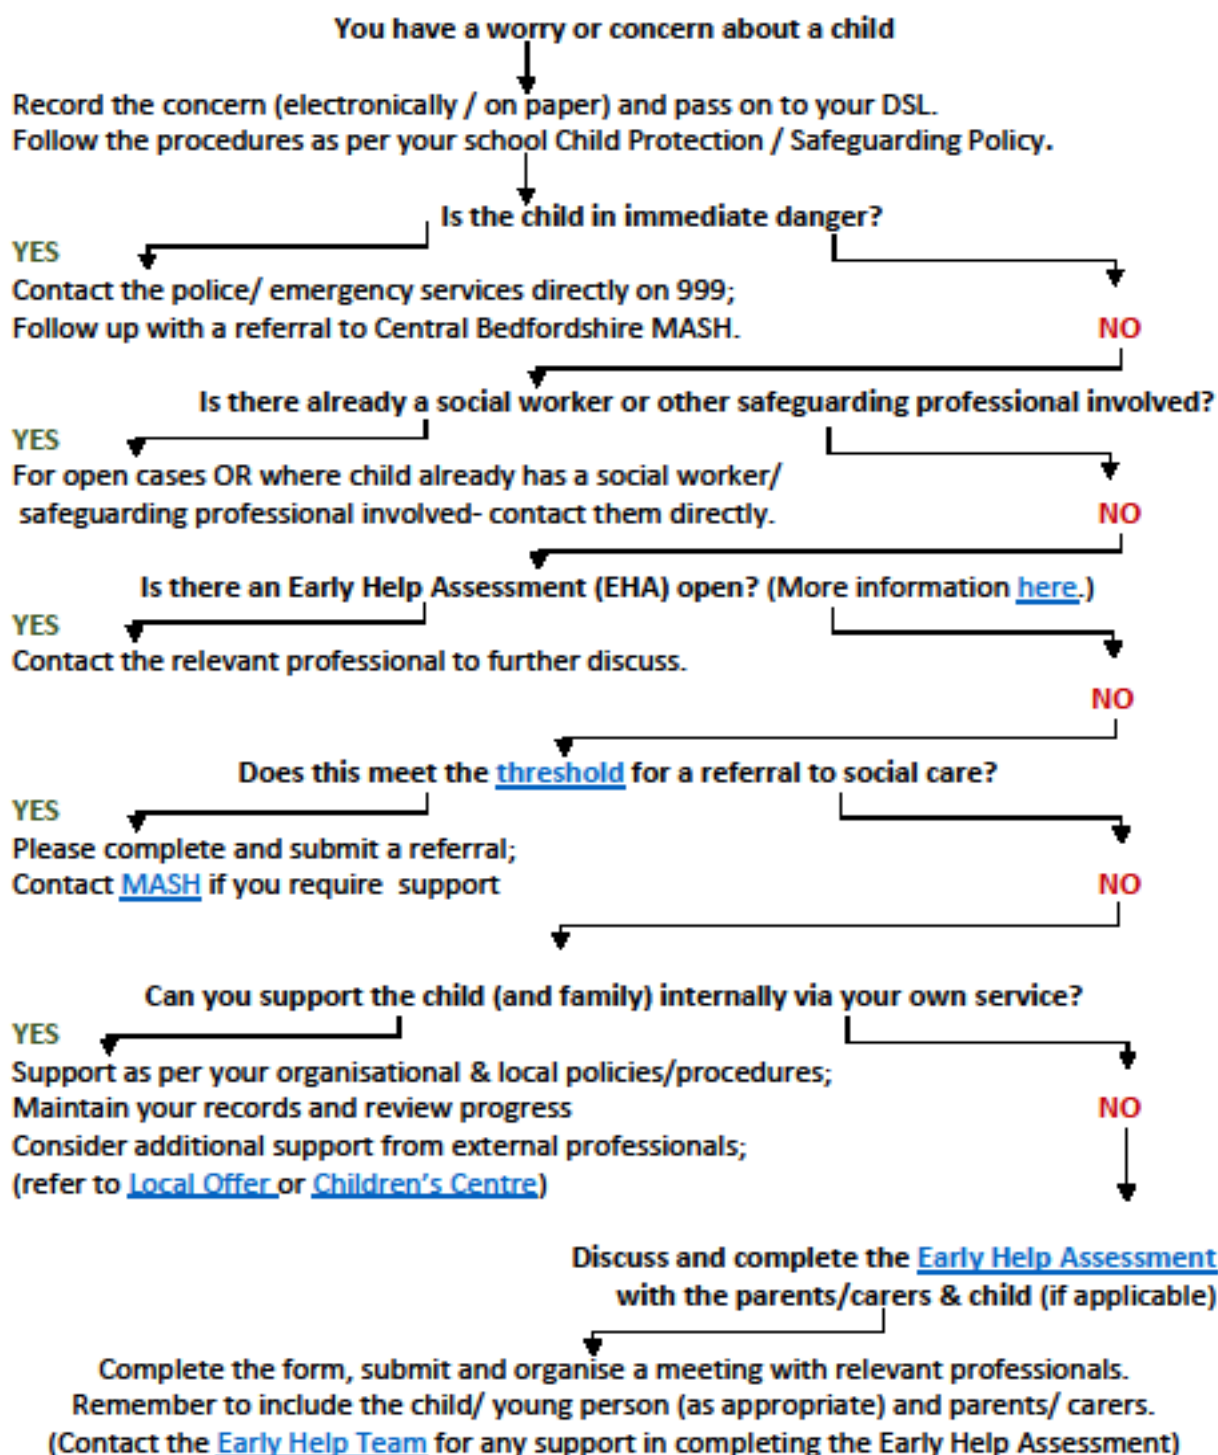 You have a worry or concern about a child
Record the concern (electronically / on paper) and pass on to your DSL.
Follow the procedures as per your school Child Protection / Safeguarding Policy.
Is the child in immediate danger?
YES
Contact the police/ emergency services directly on 999;
Follow up with a referral to Central Bedfordshire MASH.
NO
Is there already a social worker or other safeguarding professional involved?
YES
For open cases OR where child already has a social worker/
safeguarding professional involved- contact them directly.
NO
Is there an Early Help Assessment (EHA) open? (More information here.)
YES
Contact the relevant professional to further discuss.
NO
Does this meet the threshold for a referral to social care?
YES
Please complete and submit a referral;
Contact MASH if you require support
NO
Can you support the child (and family) internally via your own service?
YES
Support as per your organisational & local policies/procedures;
Maintain your records and review progress
NO
Consider additional support from external professionals;
(refer to Local Offer or Children's Centre)
Discuss and complete the Early Help Assessment
with the parents/carers & child (if applicable)
Complete the form, submit and organise a meeting with relevant professionals.
Remember to include the child/ young person (as appropriate) and parents/ carers.
(Contact the Early Help Team for any support in completing the Early Help Assessment)